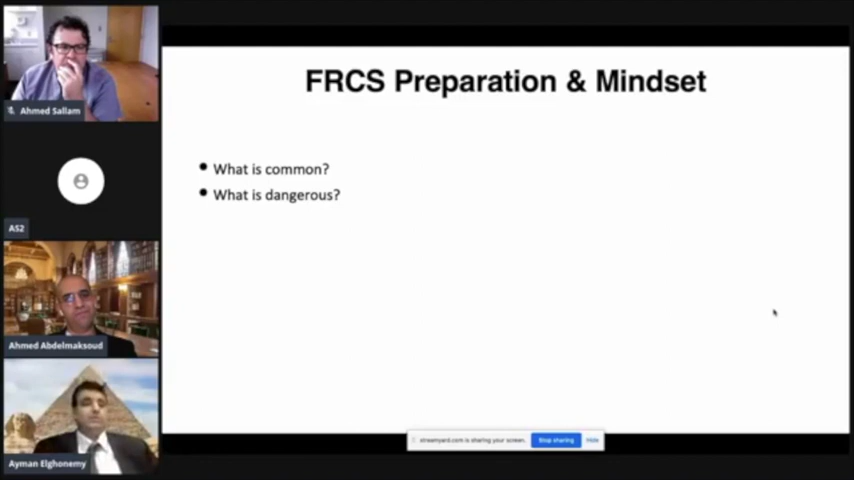 Ahmed Sallam
AS2
Ahmed Abdelmaksoud
Ayman Elghonemy
FRCS Preparation & Mindset
• What is common?
• What is dangerous?
streamyard.com is sharing your screen.
Stop sharing
Hide